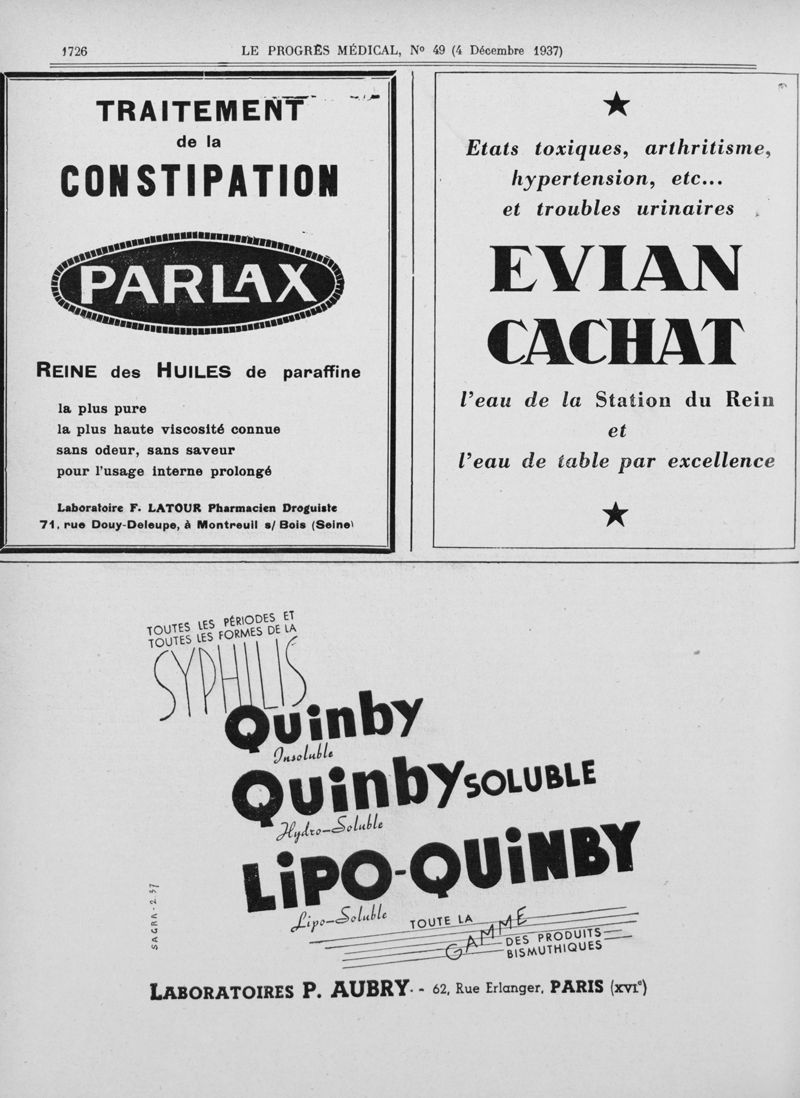 1726
LE PROGRÈS MÉDICAL, No 49 (4 Décembre 1937)
TRAITEMENT
de la
CONSTIPATION
PARLAX
REINE des HUILES de paraffine
la plus pure
la plus haute viscosité connue
sans odeur, sans saveur
pour l'usage interne prolongé
Laboratoire F. LATOUR Pharmacien Droguiste
71, rue Douy-Deleupe, à Montreuil s/ Bois (Seine)
Etats toxiques, arthritisme,
hypertension, etc...
et troubles urinaires
EVIAN
CACHAT
l'eau de la Station du Rein
et
l'eau de table par excellence
TOUTES LES PÉRIODES ET
TOUTES LES FORMES DE LA
SYPHILIS
Quinby
Insoluble
Quinby SOLUBLE
Hydro-Soluble
LiPO-QUiNBY
Lipo-Soluble
TOUTE LA
GAMME
DES PRODUITS
BISMUTHIQUES
SAGRA-2.37
LABORATOIRES P. AUBRY - 62, Rue Erlanger, PARIS (XVIe)